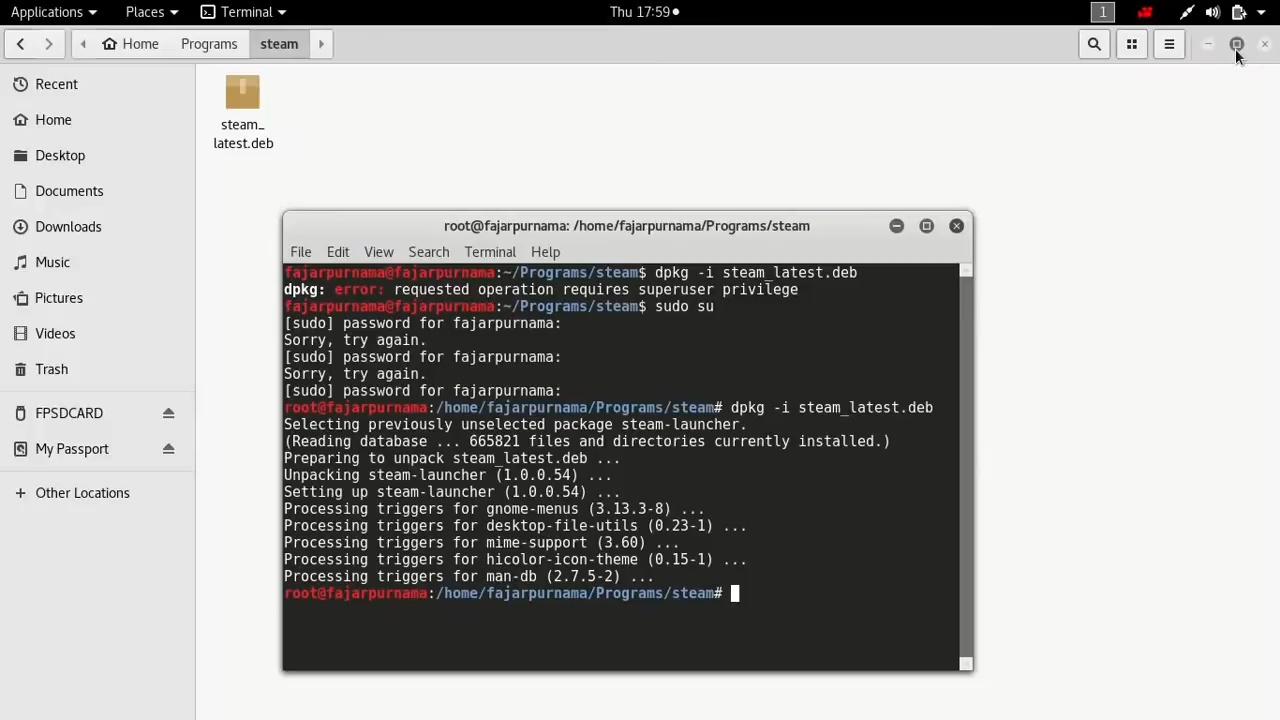 Applications Places Terminal Thu 17:59 1
Home Programs steam
Recent
Home
Desktop
Documents
Downloads
Music
Pictures
Videos
Trash
FPSDCARD
My Passport
Other Locations
steam_
latest.deb
root@fajarpurnama: /home/fajarpurnama/Programs/steam
File Edit View Search Terminal Help
fajarpurnama@fajarpurnama:~/Programs/steam$ dpkg -i steam_latest.deb
dpkg: error: requested operation requires superuser privilege
fajarpurnama@fajarpurnama:~/Programs/steam$ sudo su
[sudo] password for fajarpurnama:
Sorry, try again.
[sudo] password for fajarpurnama:
Sorry, try again.
[sudo] password for fajarpurnama:
root@fajarpurnama:/home/fajarpurnama/Programs/steam# dpkg -i steam_latest.deb
Selecting previously unselected package steam-launcher.
(Reading database ... 665821 files and directories currently installed.)
Preparing to unpack steam_latest.deb ...
Unpacking steam-launcher (1.0.0.54) ...
Setting up steam-launcher (1.0.0.54) ...
Processing triggers for gnome-menus (3.13.3-8) ...
Processing triggers for desktop-file-utils (0.23-1) ...
Processing triggers for mime-support (3.60) ...
Processing triggers for hicolor-icon-theme (0.15-1) ...
Processing triggers for man-db (2.7.5-2) ...
root@fajarpurnama:/home/fajarpurnama/Programs/steam#